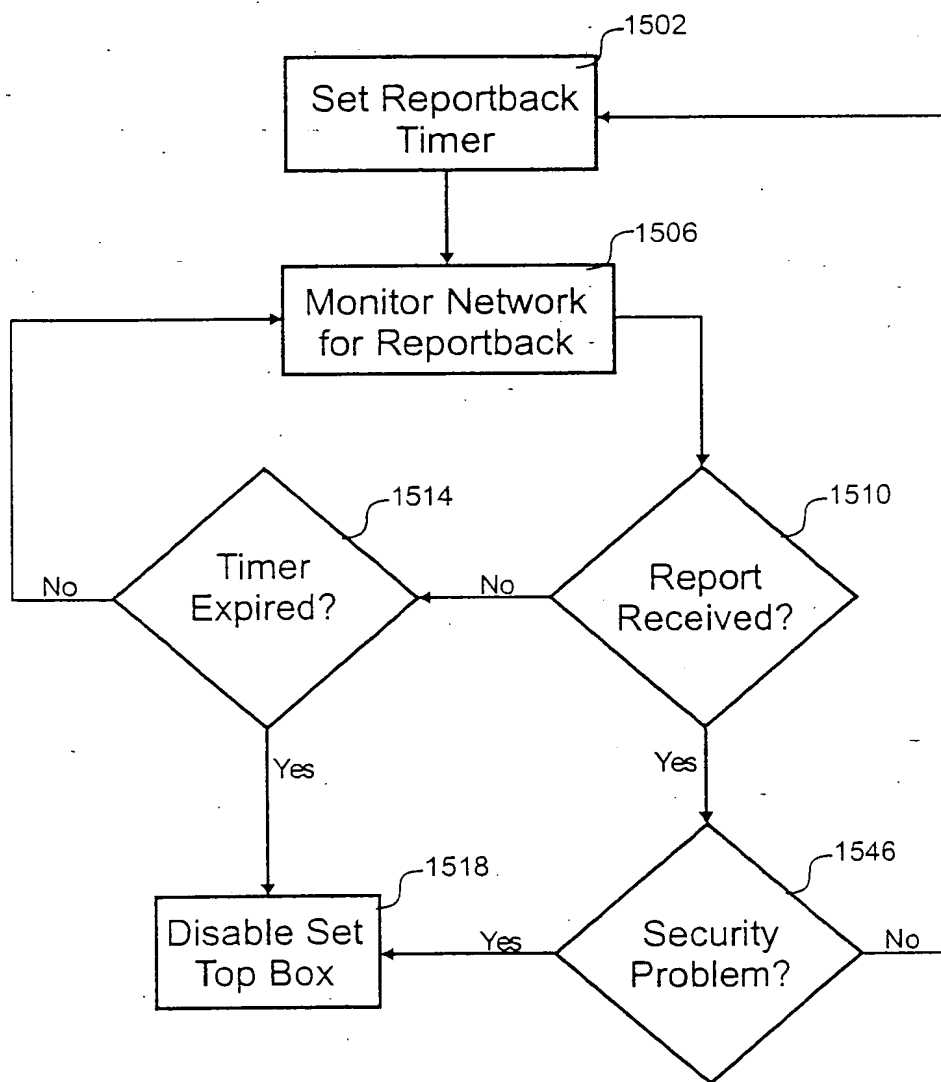 1502
Set Reportback
Timer
1506
Monitor Network
for Reportback
1514
Timer
Expired?
No
No
1510
Report
Received?
Yes
Yes
1518
Disable Set
Top Box
Yes
1546
Security
Problem?
No